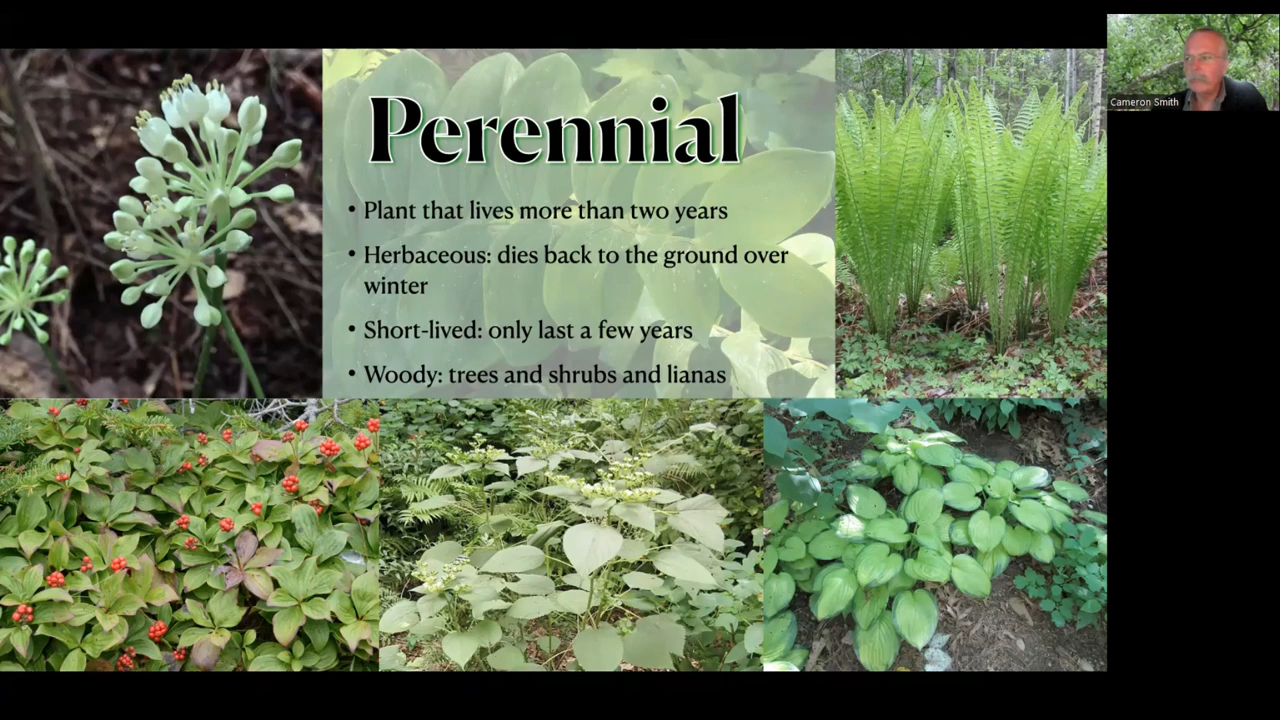 Perennial
• Plant that lives more than two years
• Herbaceous: dies back to the ground over
winter
• Short-lived: only last a few years
• Woody: trees and shrubs and lianas
Cameron Smith